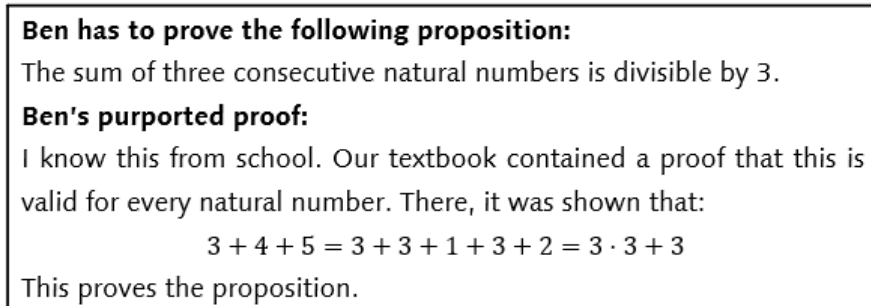 Ben has to prove the following proposition:
The sum of three consecutive natural numbers is divisible by 3.
Ben's purported proof:
I know this from school. Our textbook contained a proof that this is
valid for every natural number. There, it was shown that:
3 + 4 + 5 = 3 + 3 + 1 + 3 + 2 = 3 · 3 + 3
This proves the proposition.